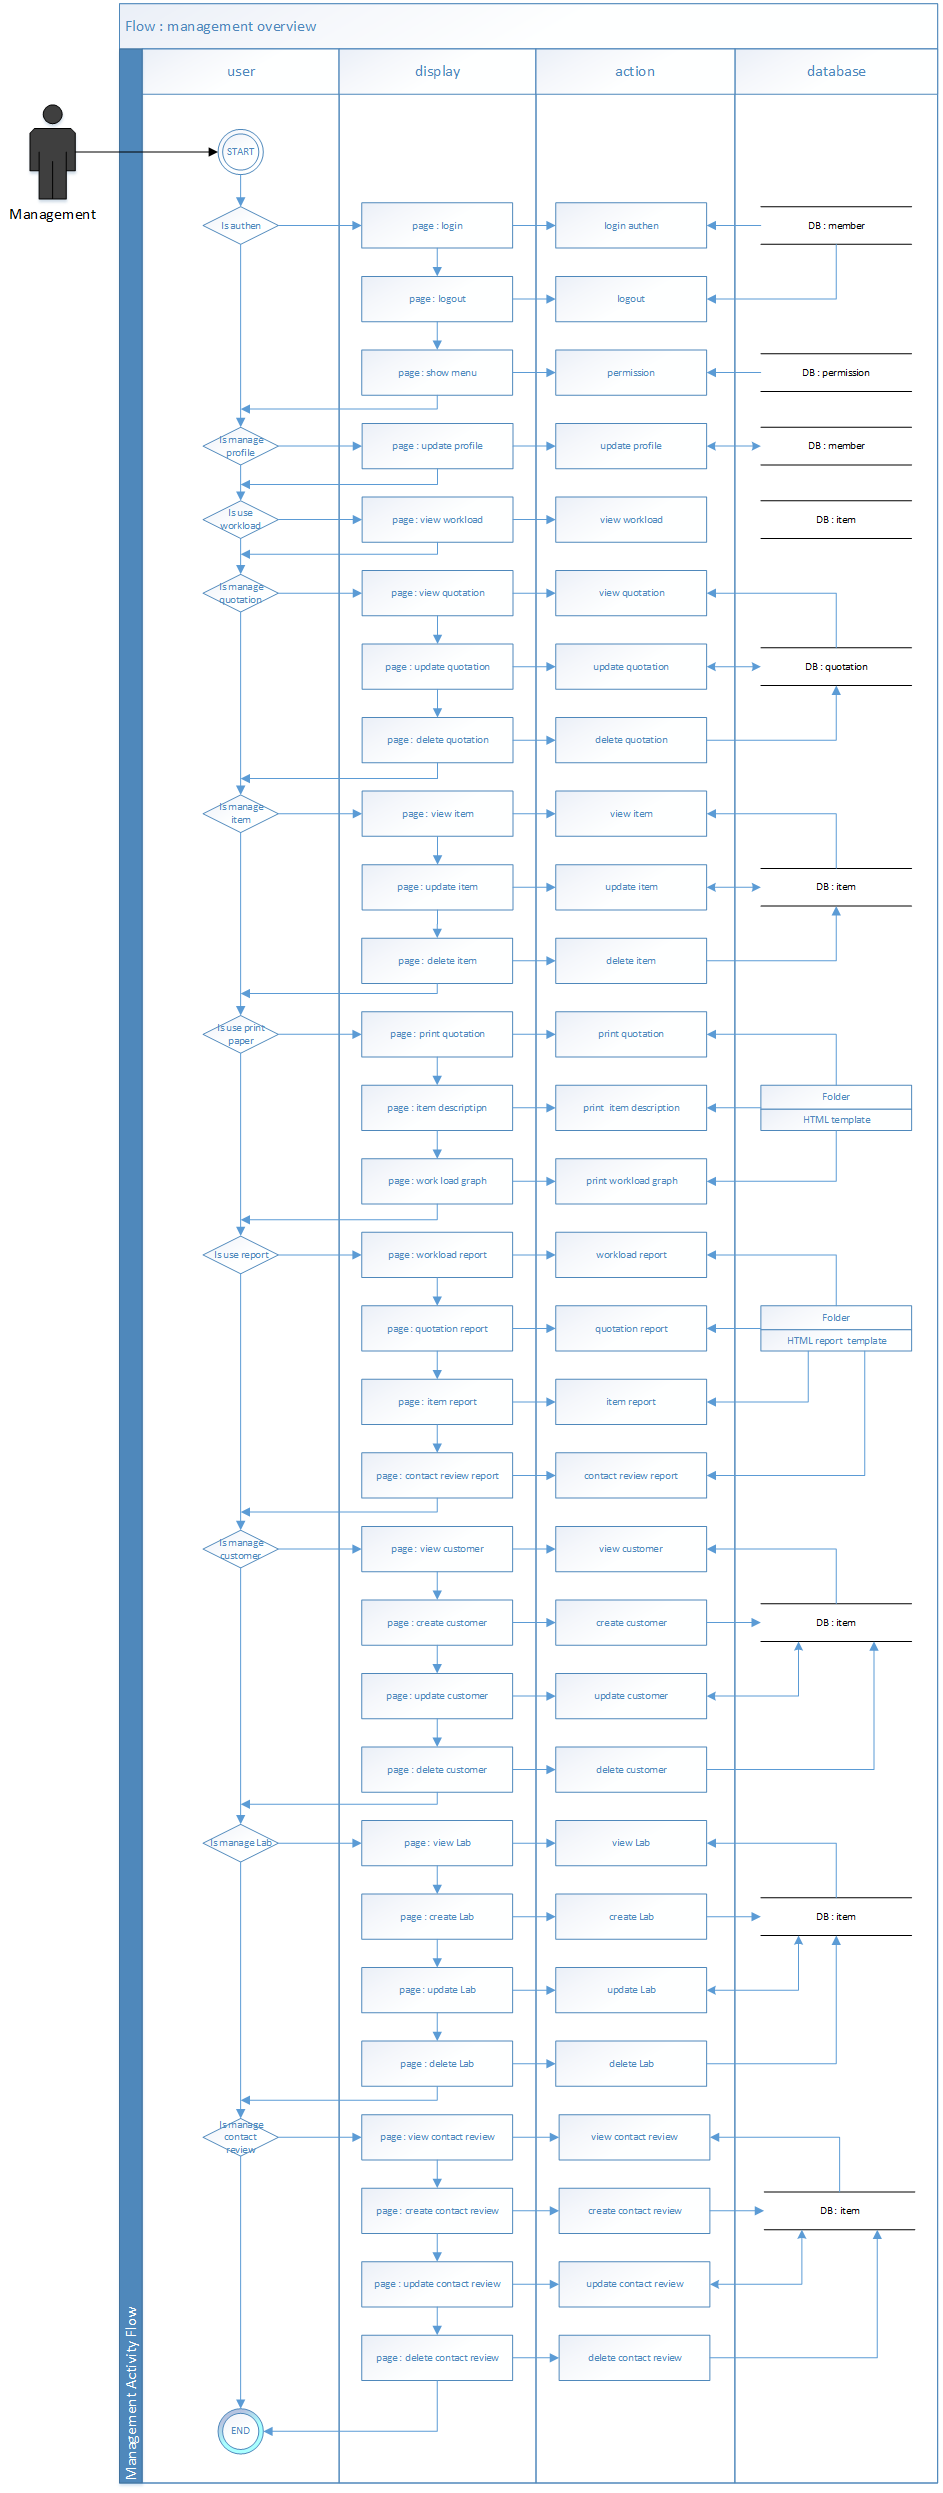 Flow : management overview
user
display
action
database
Management
START
Is authen
page : login
login authen
DB : member
page : logout
logout
page : show menu
permission
DB : permission
Is manage
profile
page : update profile
update profile
DB : member
Is use
workload
page : view workload
view workload
DB : item
Is manage
quotation
page : view quotation
view quotation
page : update quotation
update quotation
DB : quotation
page : delete quotation
delete quotation
Is manage
item
page : view item
view item
page : update item
update item
DB : item
page : delete item
delete item
Is use print
paper
page : print quotation
print quotation
page : item descriptipn
print item description
Folder
HTML template
page : work load graph
print workload graph
Is use report
page : workload report
workload report
page : quotation report
quotation report
Folder
HTML report template
page : item report
item report
page : contact review report
contact review report
Is manage
customer
page : view customer
view customer
page : create customer
create customer
DB : item
page : update customer
update customer
page : delete customer
delete customer
Is manage Lab
page : view Lab
view Lab
page : create Lab
create Lab
DB : item
page : update Lab
update Lab
page : delete Lab
delete Lab
Is manage
contact
review
page : view contact review
view contact review
page : create contact review
create contact review
DB : item
page : update contact review
update contact review
page : delete contact review
delete contact review
END
Management Activity Flow